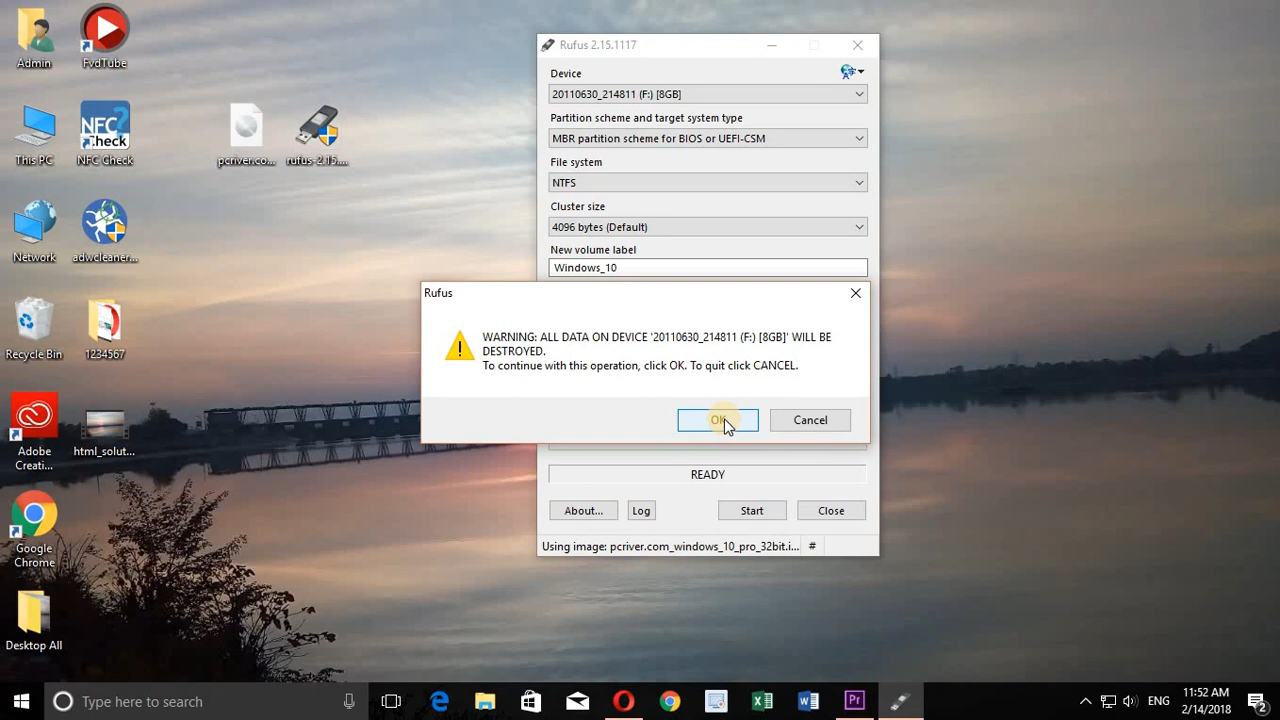 Admin
FvdTube
This PC
NFC Check
NFC?
Check
pcriver.co...
rufus-2.15....
Network
adwcleaner...
Recycle Bin
1234567
Adobe
Creati...
html_solut...
Google
Chrome
Desktop All
Rufus 2.15.1117
Device
20110630_214811 (F:) [8GB]
Partition scheme and target system type
MBR partition scheme for BIOS or UEFI-CSM
File system
NTFS
Cluster size
4096 bytes (Default)
New volume label
Windows_10
Rufus
WARNING: ALL DATA ON DEVICE '20110630_214811 (F:) [8GB]' WILL BE
DESTROYED.
To continue with this operation, click OK. To quit click CANCEL.
OK
Cancel
READY
About...
Log
Start
Close
Using image: pcriver.com_windows_10_pro_32bit.i...
#
Type here to search
Pr
ENG
11:52 AM
2/14/2018
2